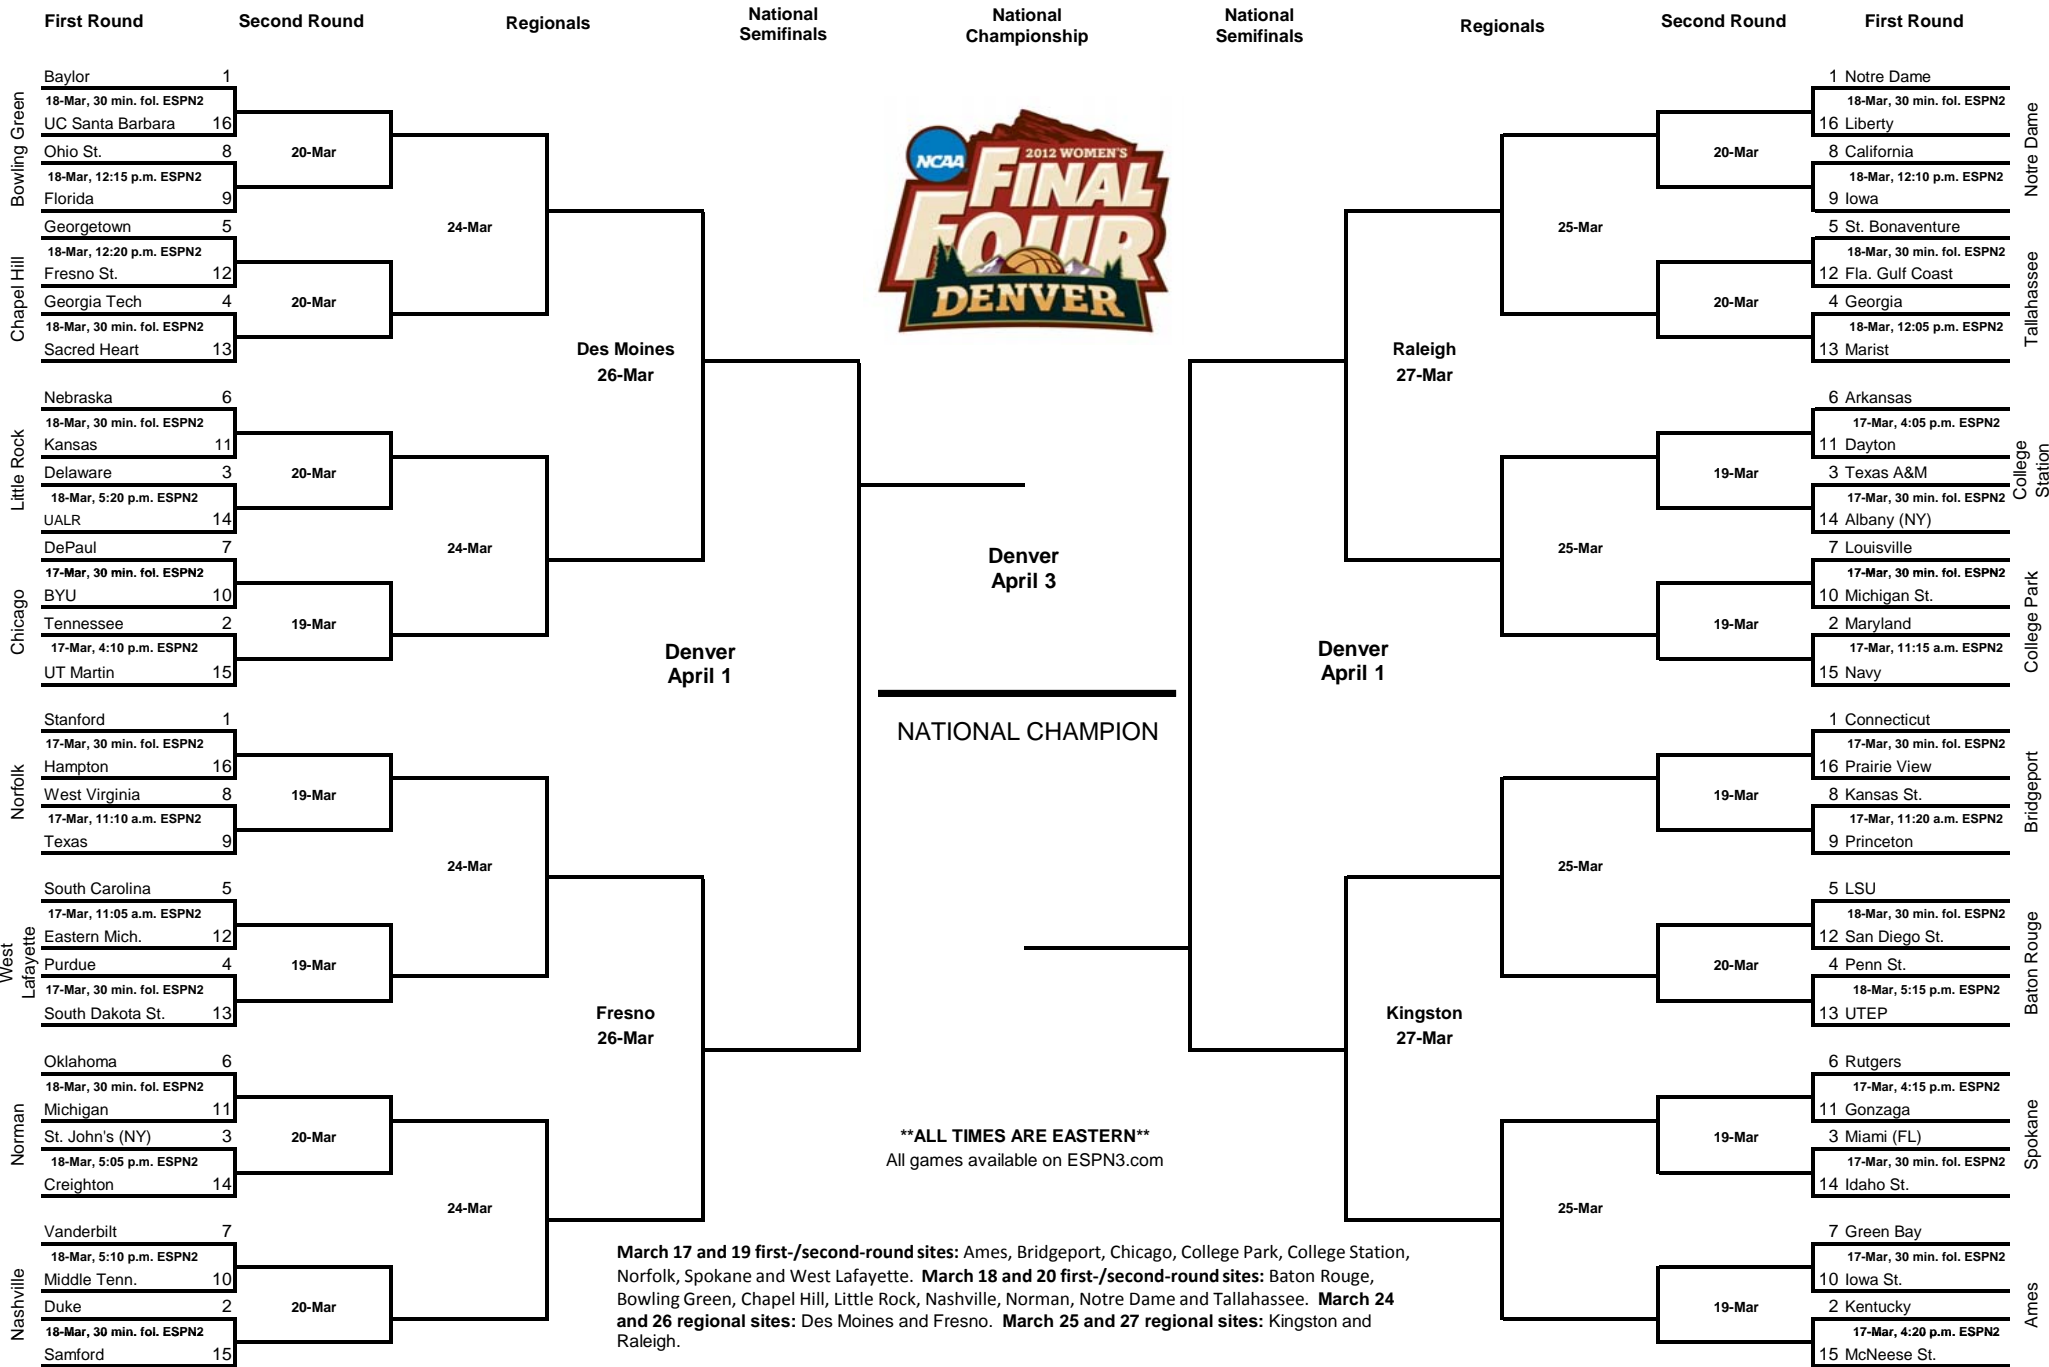 First Round
Second Round
Regionals
National
Semifinals
National
Championship
National
Semifinals
Regionals
Second Round
First Round
Bowling Green
Baylor 1
18-Mar, 30 min. fol. ESPN2
UC Santa Barbara 16
20-Mar
Ohio St. 8
18-Mar, 12:15 p.m. ESPN2
Florida 9
24-Mar
Chapel Hill
Georgetown 5
18-Mar, 12:20 p.m. ESPN2
Fresno St. 12
20-Mar
Georgia Tech 4
18-Mar, 30 min. fol. ESPN2
Sacred Heart 13
Des Moines
26-Mar
Little Rock
Nebraska 6
18-Mar, 30 min. fol. ESPN2
Kansas 11
20-Mar
Delaware 3
18-Mar, 5:20 p.m. ESPN2
UALR 14
24-Mar
Chicago
DePaul 7
17-Mar, 30 min. fol. ESPN2
BYU 10
19-Mar
Tennessee 2
17-Mar, 4:10 p.m. ESPN2
UT Martin 15
Denver
April 1
Norfolk
Stanford 1
17-Mar, 30 min. fol. ESPN2
Hampton 16
19-Mar
West Virginia 8
17-Mar, 11:10 a.m. ESPN2
Texas 9
24-Mar
West
Lafayette
South Carolina 5
17-Mar, 11:05 a.m. ESPN2
Eastern Mich. 12
19-Mar
Purdue 4
17-Mar, 30 min. fol. ESPN2
South Dakota St. 13
Fresno
26-Mar
Norman
Oklahoma 6
18-Mar, 30 min. fol. ESPN2
Michigan 11
20-Mar
St. John's (NY) 3
18-Mar, 5:05 p.m. ESPN2
Creighton 14
24-Mar
Nashville
Vanderbilt 7
18-Mar, 5:10 p.m. ESPN2
Middle Tenn. 10
20-Mar
Duke 2
18-Mar, 30 min. fol. ESPN2
Samford 15
NCAA
2012 WOMEN'S
FINAL
FOUR
DENVER
Denver
April 3
NATIONAL CHAMPION
**ALL TIMES ARE EASTERN**
All games available on ESPN3.com
March 17 and 19 first-/second-round sites: Ames, Bridgeport, Chicago, College Park, College Station,
Norfolk, Spokane and West Lafayette. March 18 and 20 first-/second-round sites: Baton Rouge,
Bowling Green, Chapel Hill, Little Rock, Nashville, Norman, Notre Dame and Tallahassee. March 24
and 26 regional sites: Des Moines and Fresno. March 25 and 27 regional sites: Kingston and
Raleigh.
1 Notre Dame
18-Mar, 30 min. fol. ESPN2
16 Liberty
20-Mar
8 California
18-Mar, 12:10 p.m. ESPN2
9 Iowa
Notre Dame
25-Mar
5 St. Bonaventure
18-Mar, 30 min. fol. ESPN2
12 Fla. Gulf Coast
20-Mar
4 Georgia
18-Mar, 12:05 p.m. ESPN2
13 Marist
Tallahassee
Raleigh
27-Mar
6 Arkansas
17-Mar, 4:05 p.m. ESPN2
11 Dayton
19-Mar
3 Texas A&M
17-Mar, 30 min. fol. ESPN2
14 Albany (NY)
College
Station
25-Mar
7 Louisville
17-Mar, 30 min. fol. ESPN2
10 Michigan St.
19-Mar
2 Maryland
17-Mar, 11:15 a.m. ESPN2
15 Navy
College Park
Denver
April 1
1 Connecticut
17-Mar, 30 min. fol. ESPN2
16 Prairie View
19-Mar
8 Kansas St.
17-Mar, 11:20 a.m. ESPN2
9 Princeton
Bridgeport
25-Mar
5 LSU
18-Mar, 30 min. fol. ESPN2
12 San Diego St.
20-Mar
4 Penn St.
18-Mar, 5:15 p.m. ESPN2
13 UTEP
Baton Rouge
Kingston
27-Mar
6 Rutgers
17-Mar, 4:15 p.m. ESPN2
11 Gonzaga
19-Mar
3 Miami (FL)
17-Mar, 30 min. fol. ESPN2
14 Idaho St.
Spokane
25-Mar
7 Green Bay
17-Mar, 30 min. fol. ESPN2
10 Iowa St.
19-Mar
2 Kentucky
17-Mar, 4:20 p.m. ESPN2
15 McNeese St.
Ames